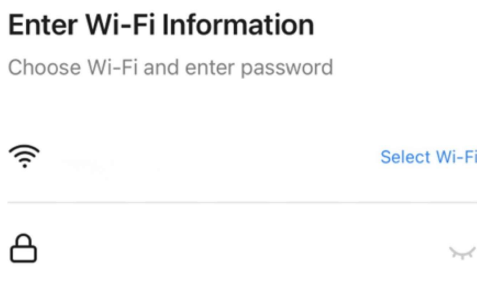 Enter Wi-Fi Information
Choose Wi-Fi and enter password
Select Wi-Fi